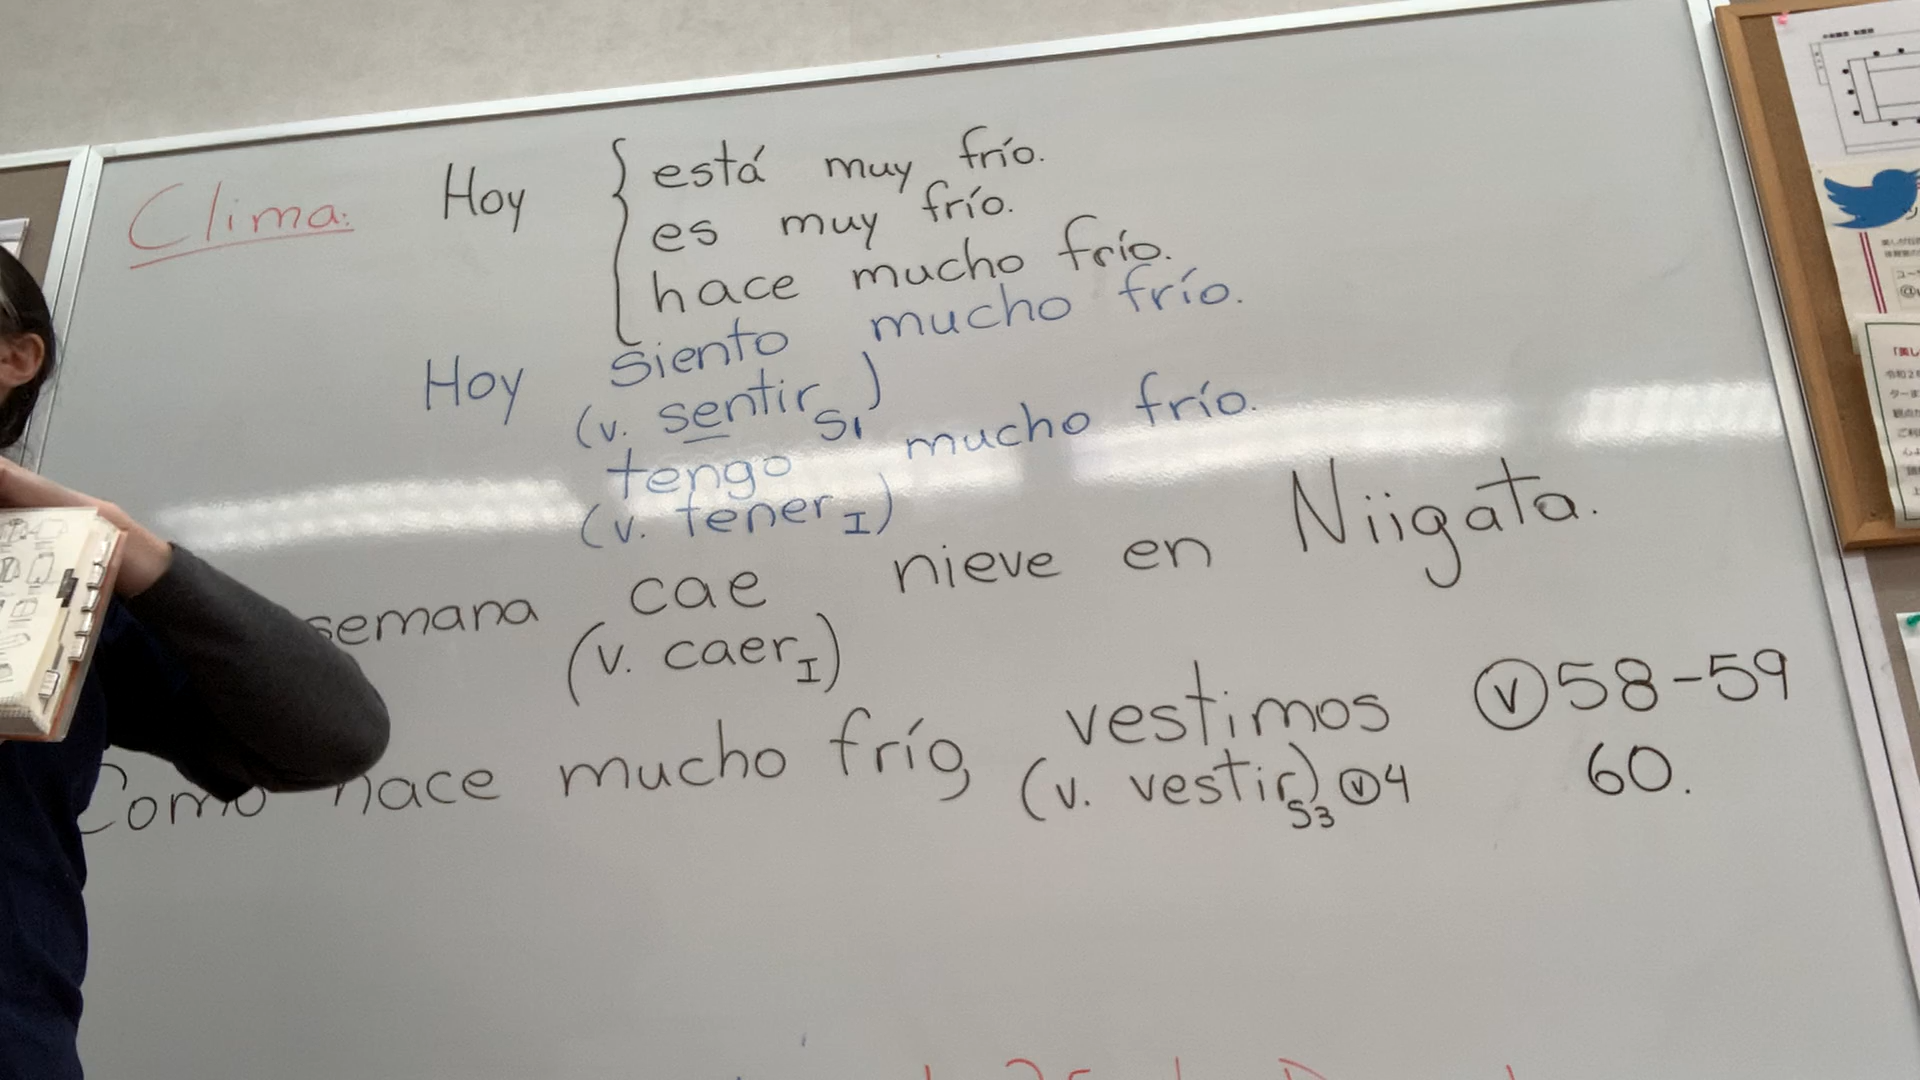 Clima: Hoy está muy frío.
es muy frío.
hace mucho frío.
Hoy siento mucho frío.
(v. sentir S1)
tengo mucho frío.
(v. tener I)
semana cae nieve en Niigata.
(v. caer I)
Como hace mucho frío, vestimos Ⓥ58-59
(v. vestir) S3 Ⓥ4 60.